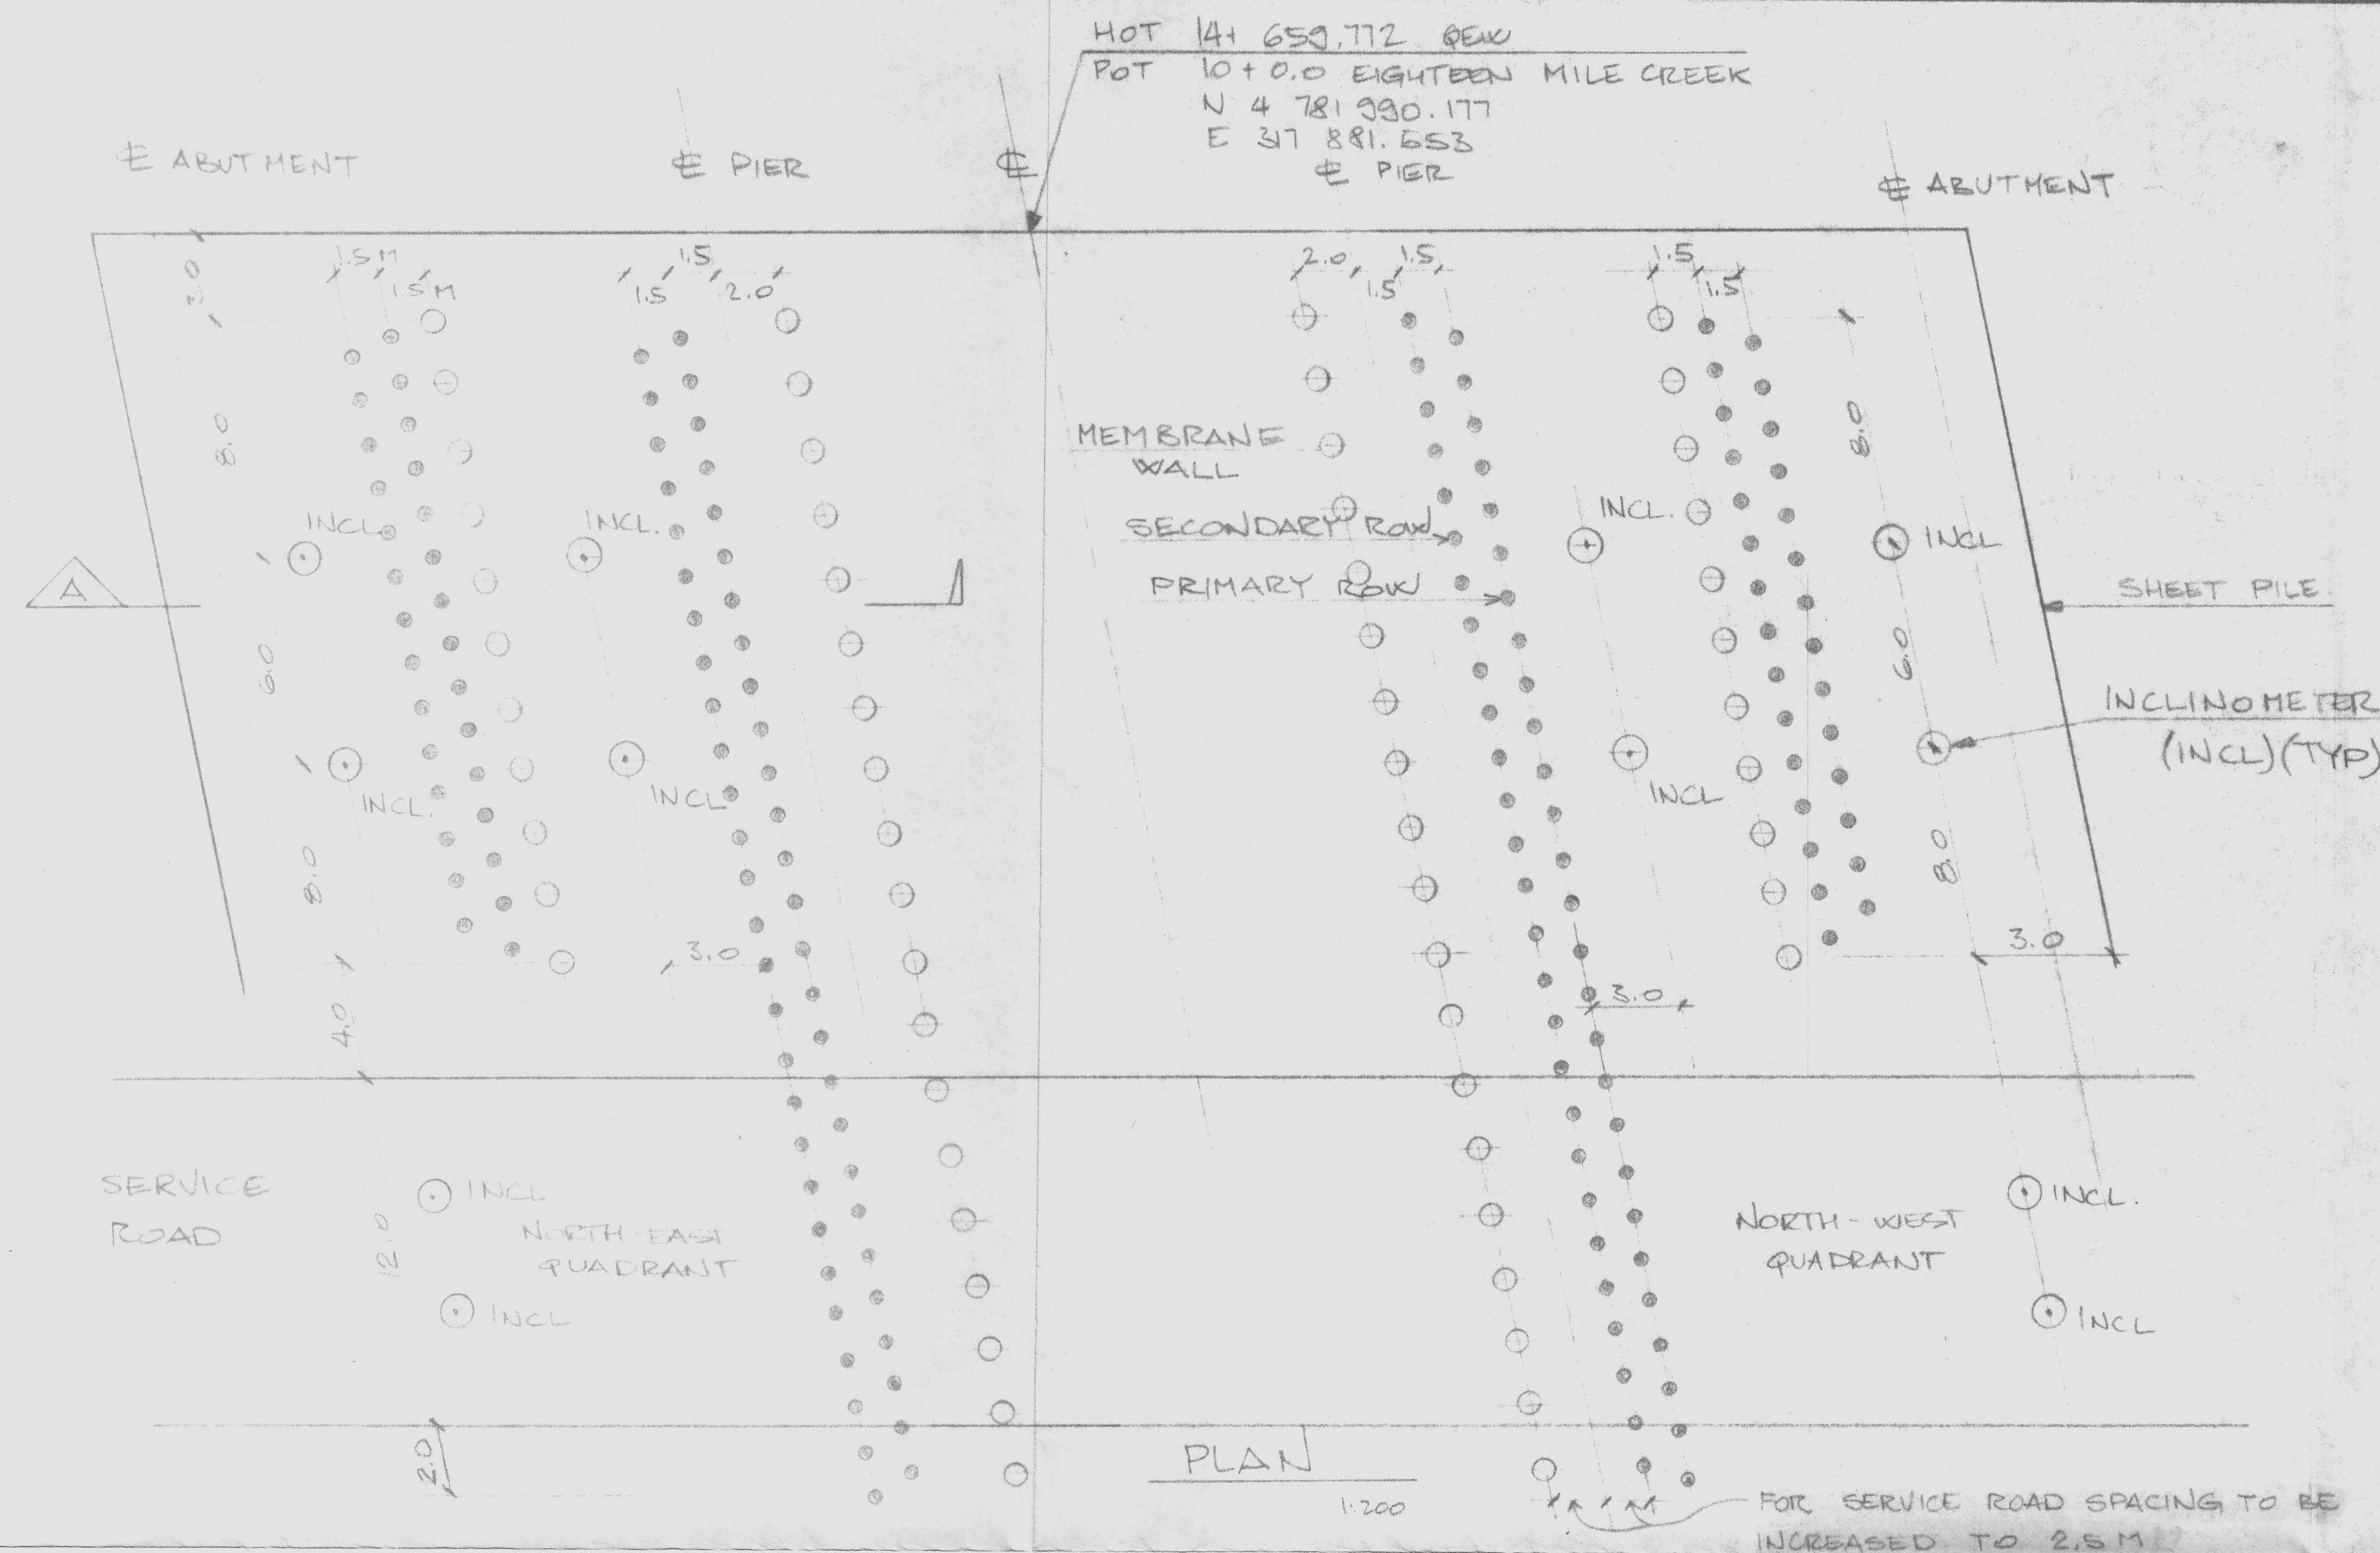 HOT 14+ 659.772 QEW
POT 10+0.0 EIGHTEEN MILE CREEK
N 4 781 990.177
E 317 881.653
℄ ABUTMENT
℄ PIER
℄
℄ PIER
℄ ABUTMENT
3.0
1.5 M
1.5 M
1.5
1.5
2.0
2.0
1.5
1.5
1.5
1.5
8.0
8.0
MEMBRANE
WALL
INCL.
INCL.
SECONDARY ROW
INCL.
INCL
A
PRIMARY ROW
SHEET PILE
6.0
6.0
INCLINOMETER
(INCL)(TYP)
INCL.
INCL
INCL
8.0
8.0
3.0
3.0
3.0
4.0
SERVICE
ROAD
INCL
12.0
NORTH-EAST
QUADRANT
INCL
NORTH-WEST
QUADRANT
INCL.
INCL
2.0
PLAN
1:200
FOR SERVICE ROAD SPACING TO BE
INCREASED TO 2.5 M